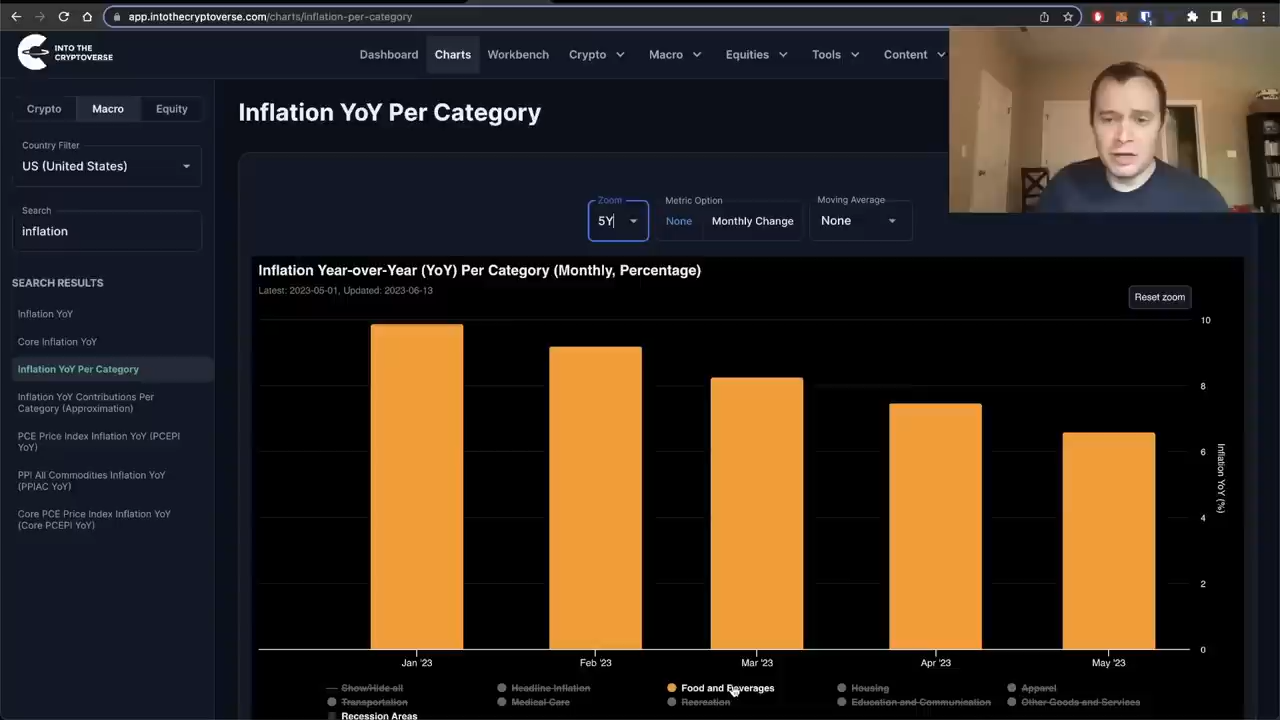 app.intothecryptoverse.com/charts/inflation-per-category
INTO THE
CRYPTOVERSE
Dashboard
Charts
Workbench
Crypto
Macro
Equities
Tools
Content
Crypto
Macro
Equity
Inflation YoY Per Category
Country Filter
US (United States)
Search
inflation
SEARCH RESULTS
Inflation YoY
Core Inflation YoY
Inflation YoY Per Category
Inflation YoY Contributions Per
Category (Approximation)
PCE Price Index Inflation YoY (PCEPI
YoY)
PPI All Commodities Inflation YoY
(PPIAC YoY)
Core PCE Price Index Inflation YoY
(Core PCEPI YoY)
Zoom
5Y
Metric Option
None
Monthly Change
Moving Average
None
Inflation Year-over-Year (YoY) Per Category (Monthly, Percentage)
Latest: 2023-05-01, Updated: 2023-06-13
Reset zoom
10
8
6
4
2
0
Inflation YoY (%)
Jan '23
Feb '23
Mar '23
Apr '23
May '23
Show/Hide all
Headline Inflation
Food and Beverages
Housing
Apparel
Transportation
Medical Care
Recreation
Education and Communication
Other Goods and Services
Recession Areas